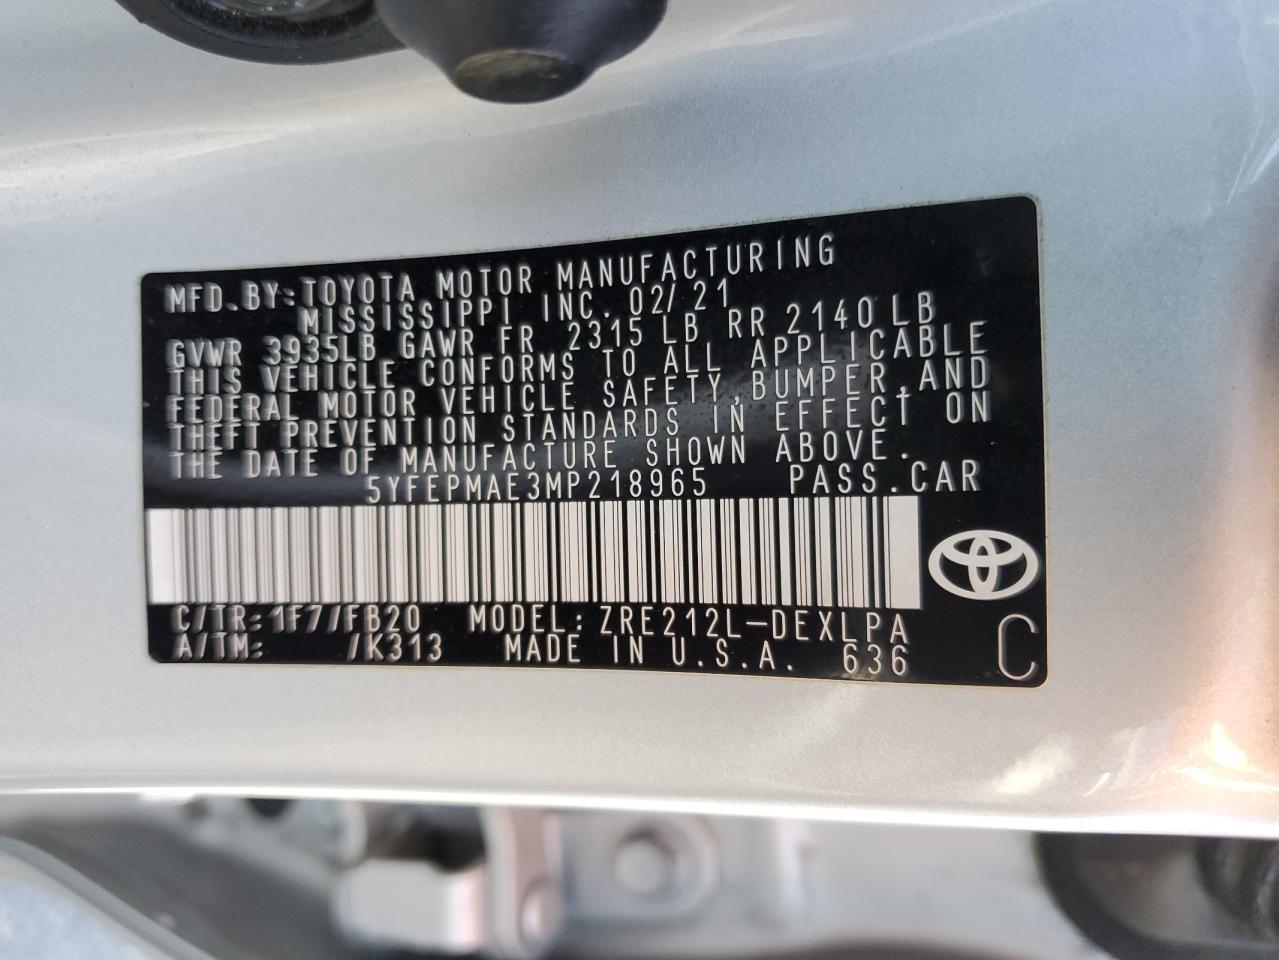 MFD.BY:TOYOTA MOTOR MANUFACTURING
MISSISSIPPI INC. 02/21
GVWR 3935LB GAWR FR 2315 LB RR 2140 LB
THIS VEHICLE CONFORMS TO ALL APPLICABLE
FEDERAL MOTOR VEHICLE SAFETY,BUMPER,AND
THEFT PREVENTION STANDARDS IN EFFECT ON
THE DATE OF MANUFACTURE SHOWN ABOVE.
5YFEPMAE3MP218965 PASS.CAR
C/TR:1F7/FB20 MODEL:ZRE212L-DEXLPA
A/TM: /K313 MADE IN U.S.A. 636
C